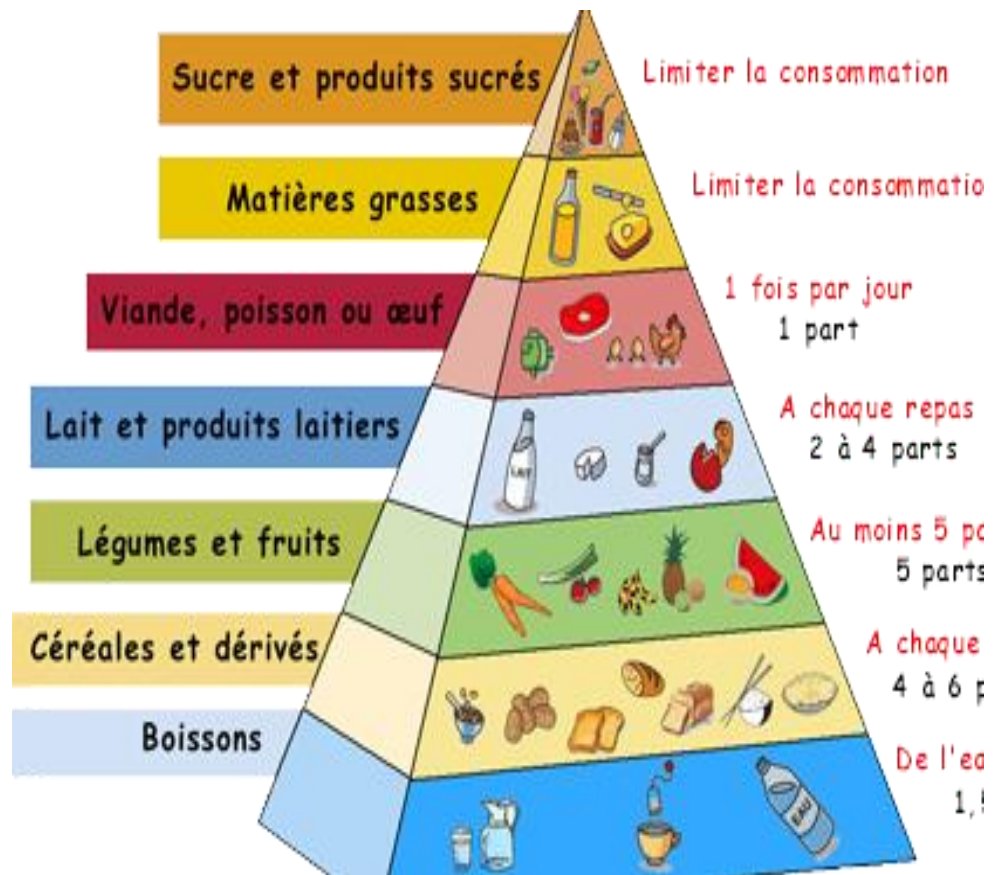 Sucre et produits sucrés
Limiter la consommation
Matières grasses
Limiter la consommatio
Viande, poisson ou œuf
1 fois par jour
1 part
Lait et produits laitiers
A chaque repas
2 à 4 parts
LAIT
Légumes et fruits
Au moins 5 pa
5 parts
Céréales et dérivés
A chaque
4 à 6 p
Boissons
De l'ea
1,5
EAU